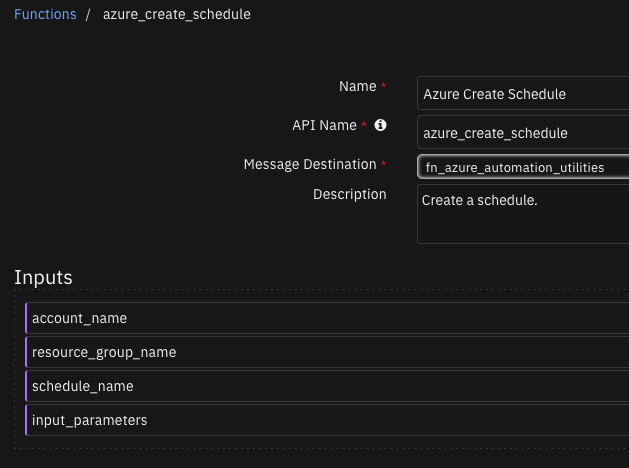 Functions / azure_create_schedule
Name *
Azure Create Schedule
API Name *
azure_create_schedule
Message Destination *
fn_azure_automation_utilities
Description
Create a schedule.
Inputs
account_name
resource_group_name
schedule_name
input_parameters